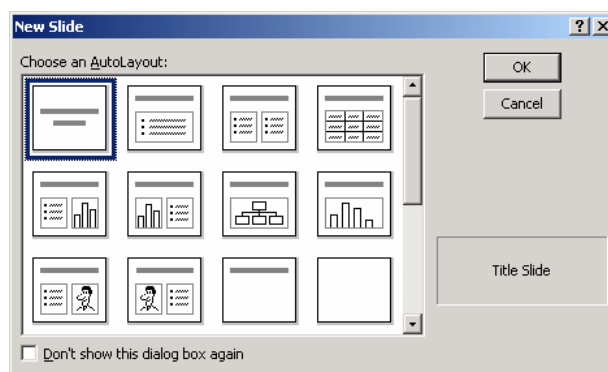 New Slide
Choose an AutoLayout:
OK
Cancel
Title Slide
Don't show this dialog box again